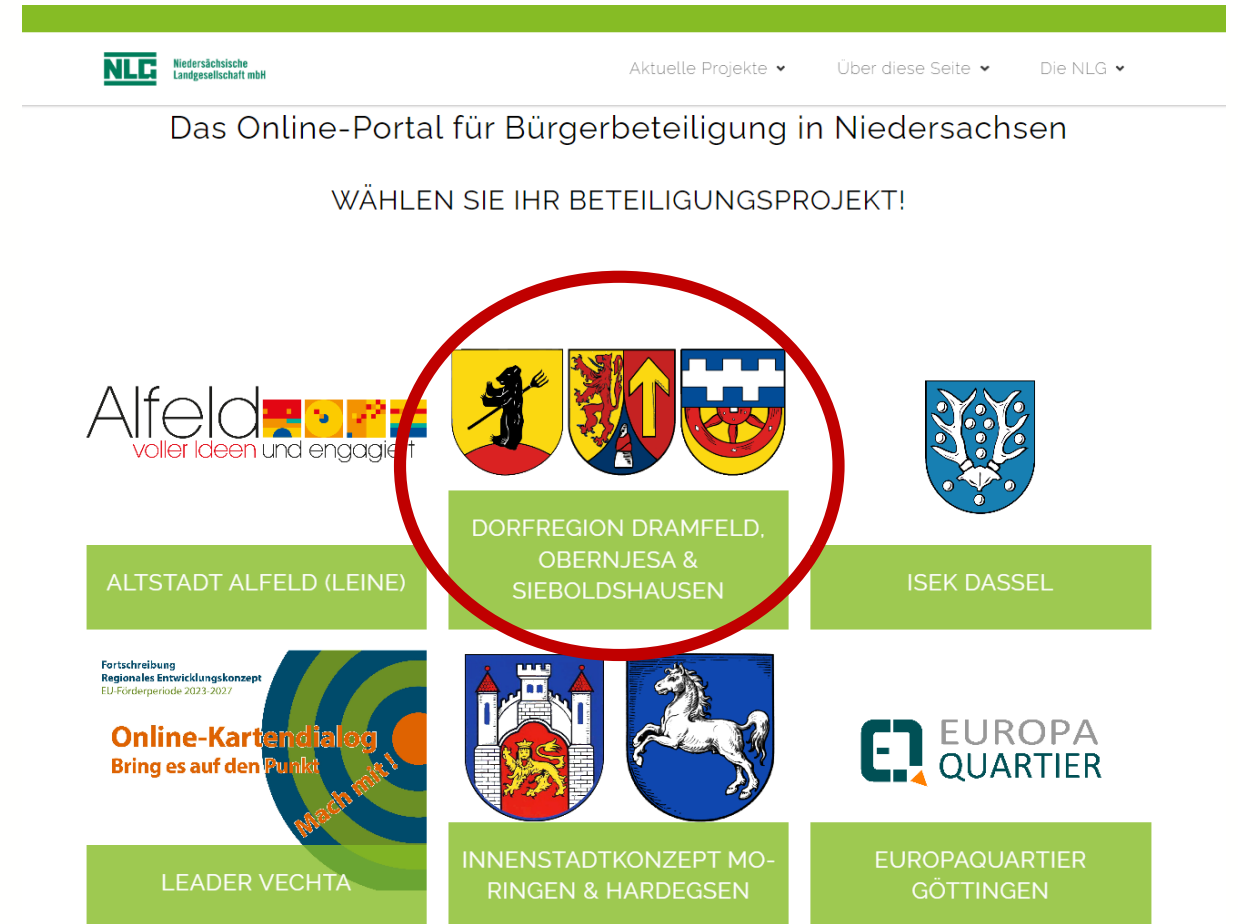 NLG Niedersächsische
Landgesellschaft mbH
Aktuelle Projekte
Über diese Seite
Die NLG
Das Online-Portal für Bürgerbeteiligung in Niedersachsen
WÄHLEN SIE IHR BETEILIGUNGSPROJEKT!
Alfeld
voller Ideen und engagiert
ALTSTADT ALFELD (LEINE)
DORFREGION DRAMFELD,
OBERNJESA &
SIEBOLDSHAUSEN
ISEK DASSEL
Fortschreibung
Regionales Entwicklungskonzept
EU-Förderperiode 2023-2027
Online-Kartendialog
Bring es auf den Punkt
Mach mit !
LEADER VECHTA
INNENSTADTKONZEPT MO-
RINGEN & HARDEGSEN
EUROPA
QUARTIER
EUROPAQUARTIER
GÖTTINGEN